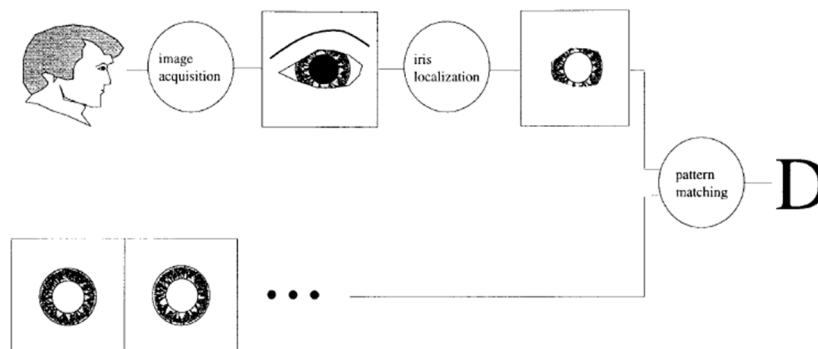 image
acquisition
iris
localization
pattern
matching
D